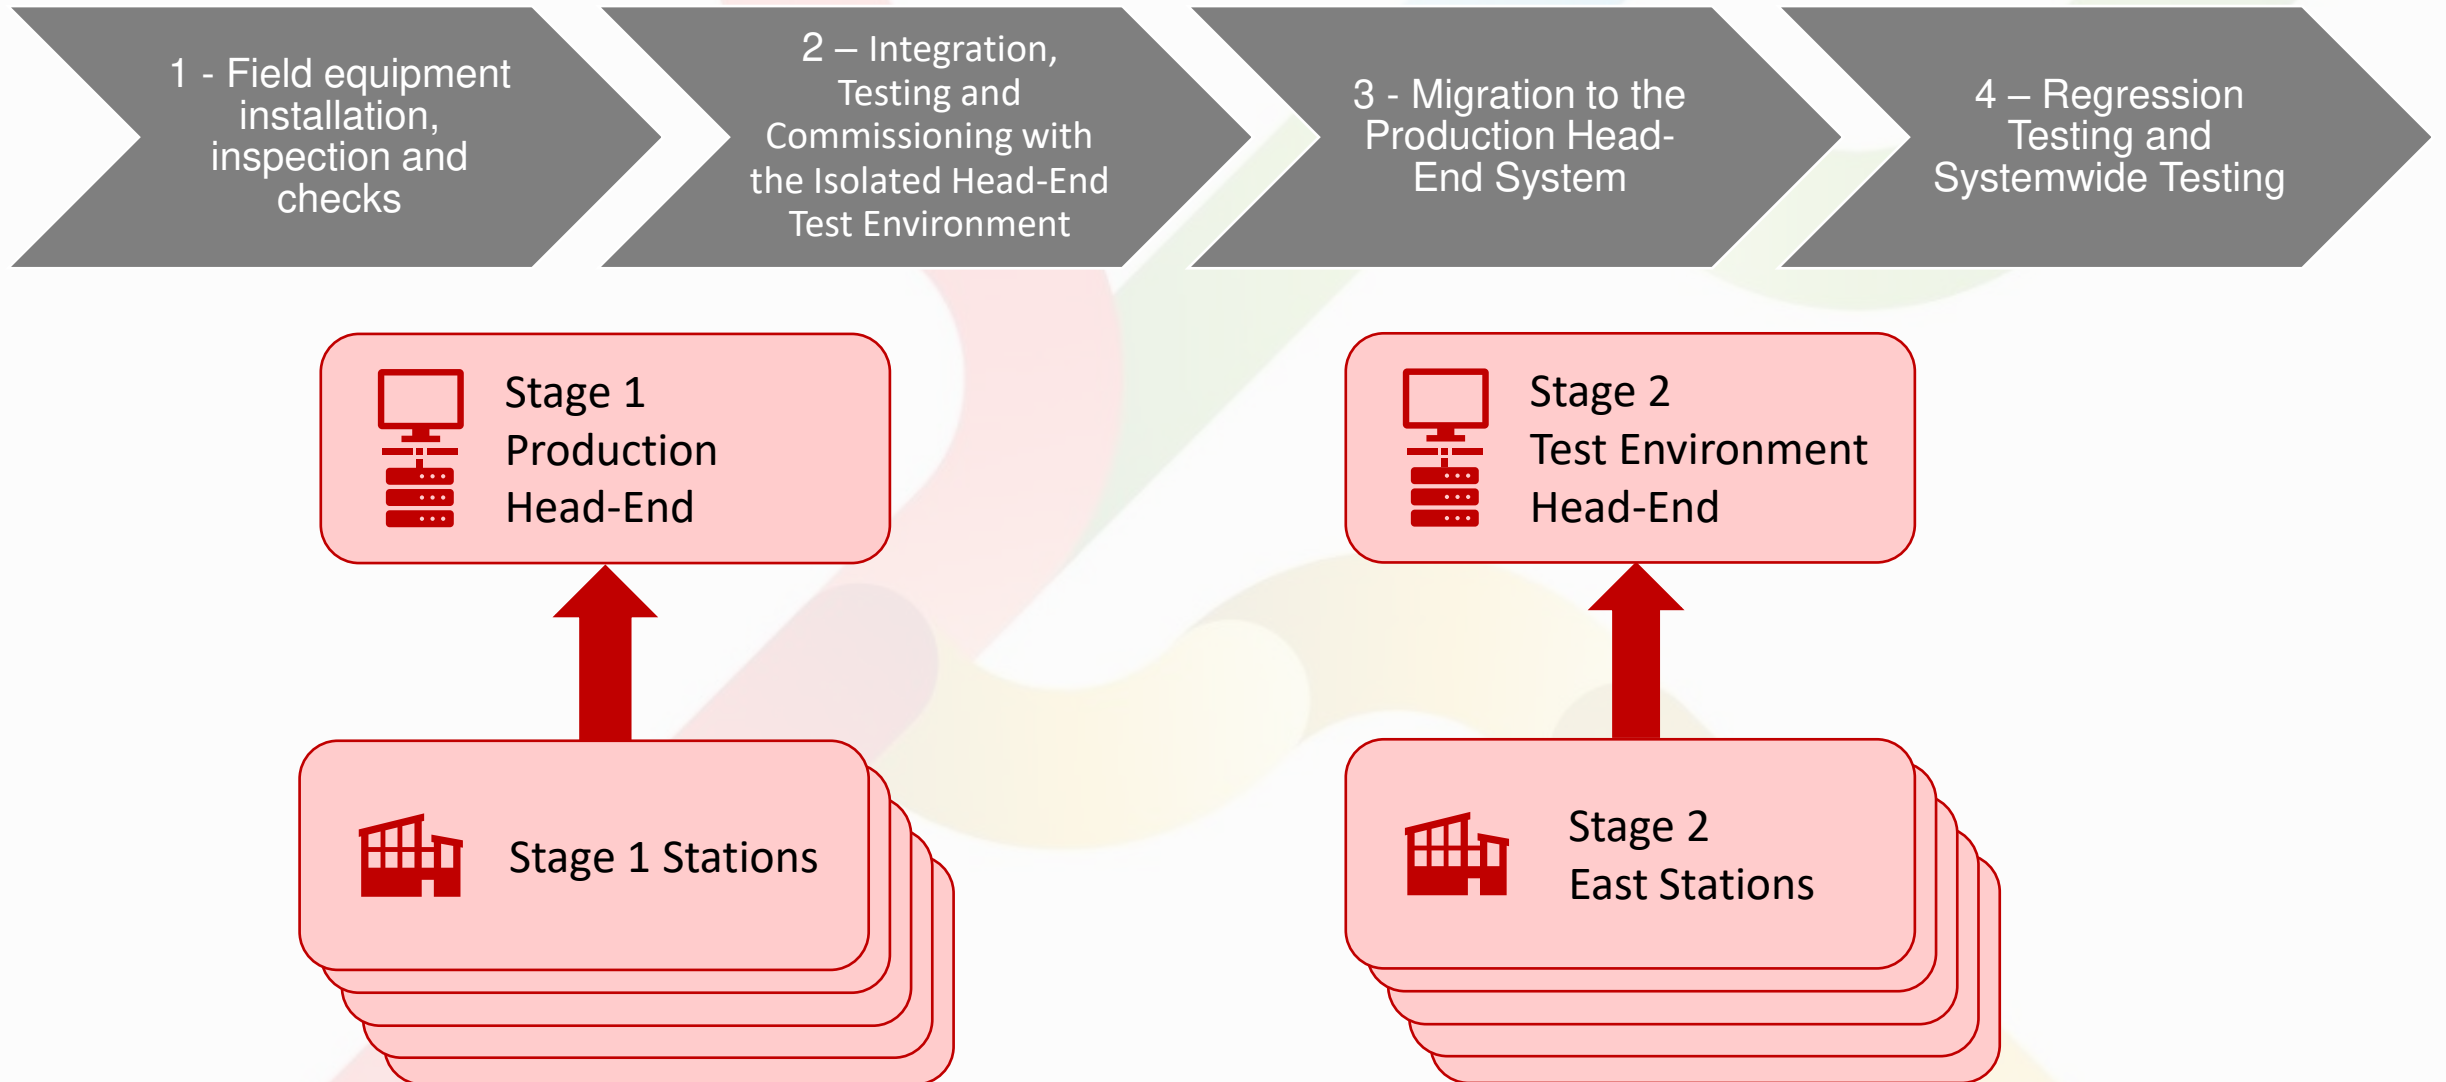 1 - Field equipment
installation,
inspection and
checks
2 – Integration,
Testing and
Commissioning with
the Isolated Head-End
Test Environment
3 - Migration to the
Production Head-
End System
4 – Regression
Testing and
Systemwide Testing
Stage 1
Production
Head-End
Stage 2
Test Environment
Head-End
Stage 1 Stations
Stage 2
East Stations